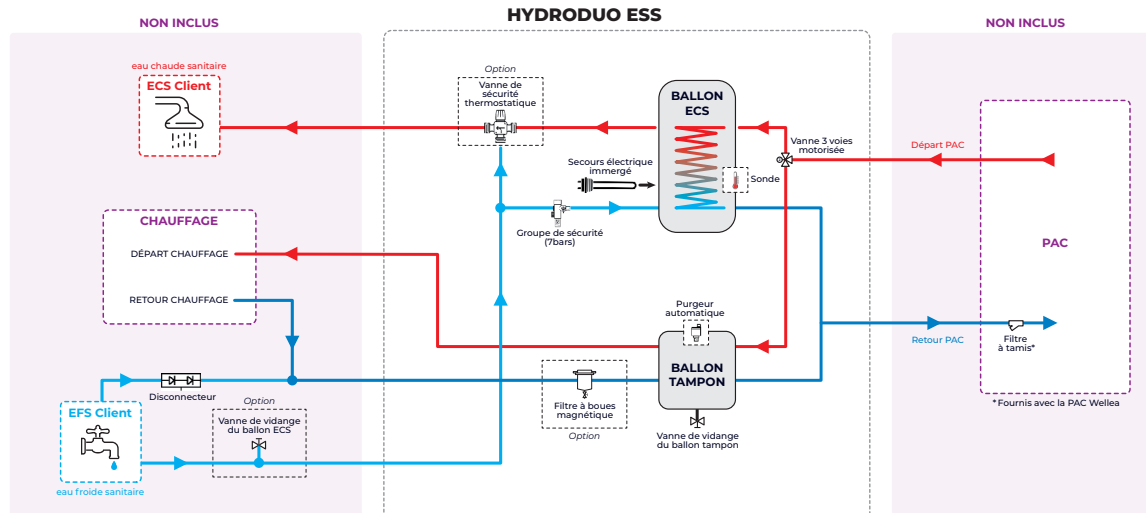 HYDRODUO ESS
NON INCLUS
NON INCLUS
eau chaude sanitaire
ECS Client
Option
Vanne de
sécurité
thermostatique
BALLON
ECS
Vanne 3 voies
motorisée
Départ PAC
Secours électrique
immergé
Sonde
Groupe de sécurité
(7bars)
CHAUFFAGE
DÉPART CHAUFFAGE
RETOUR CHAUFFAGE
PAC
Purgeur
automatique
Retour PAC
Filtre
à tamis*
BALLON
TAMPON
Disconnecteur
Filtre à boues
magnétique
Option
*Fournis avec la PAC Wellea
Option
EFS Client
Vanne de vidange
du ballon ECS
Vanne de vidange
du ballon tampon
eau froide sanitaire